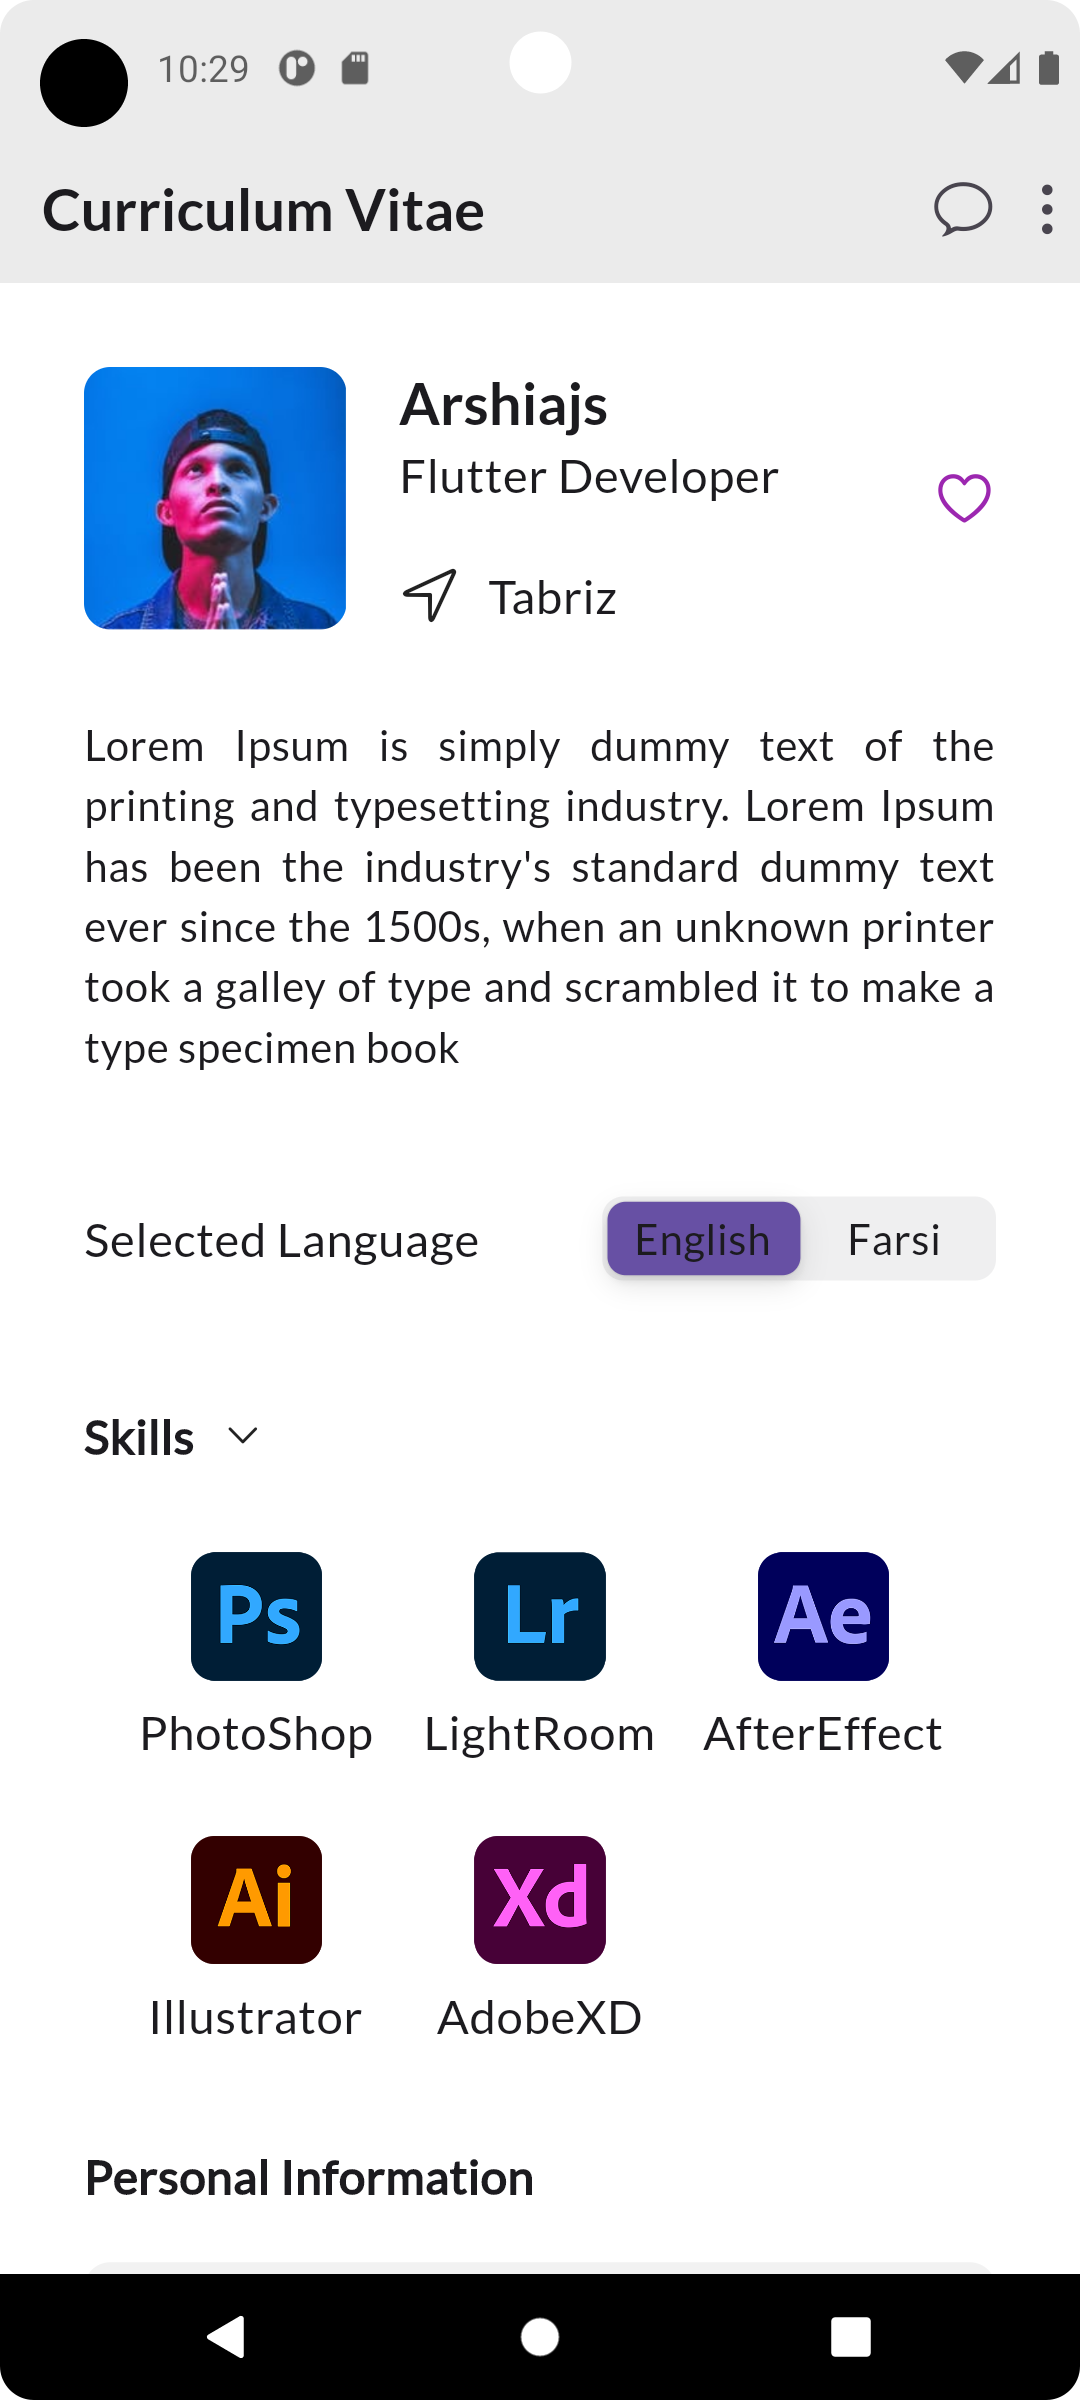 10:29
Curriculum Vitae
Arshiajs
Flutter Developer
Tabriz
Lorem Ipsum is simply dummy text of the
printing and typesetting industry. Lorem Ipsum
has been the industry's standard dummy text
ever since the 1500s, when an unknown printer
took a galley of type and scrambled it to make a
type specimen book
Selected Language English Farsi
Skills
Ps Lr Ae
PhotoShop LightRoom AfterEffect
Ai Xd
Illustrator AdobeXD
Personal Information